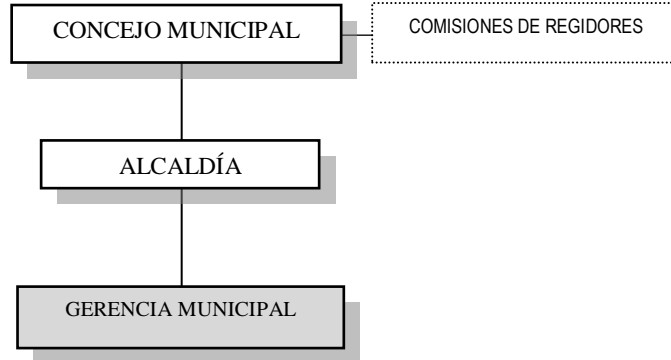 CONCEJO MUNICIPAL
COMISIONES DE REGIDORES
ALCALDÍA
GERENCIA MUNICIPAL